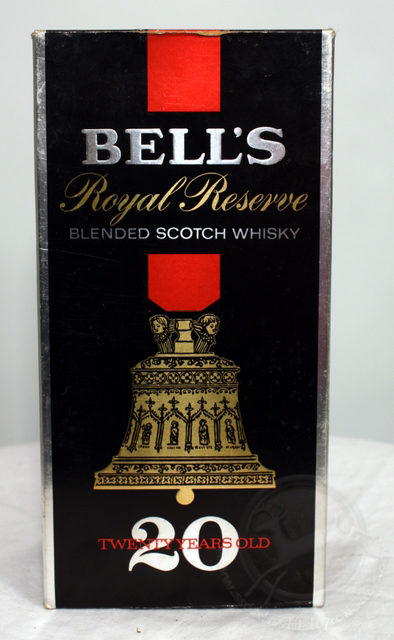 BELL'S
Royal Reserve
BLENDED SCOTCH WHISKY
20
TWENTY YEARS OLD